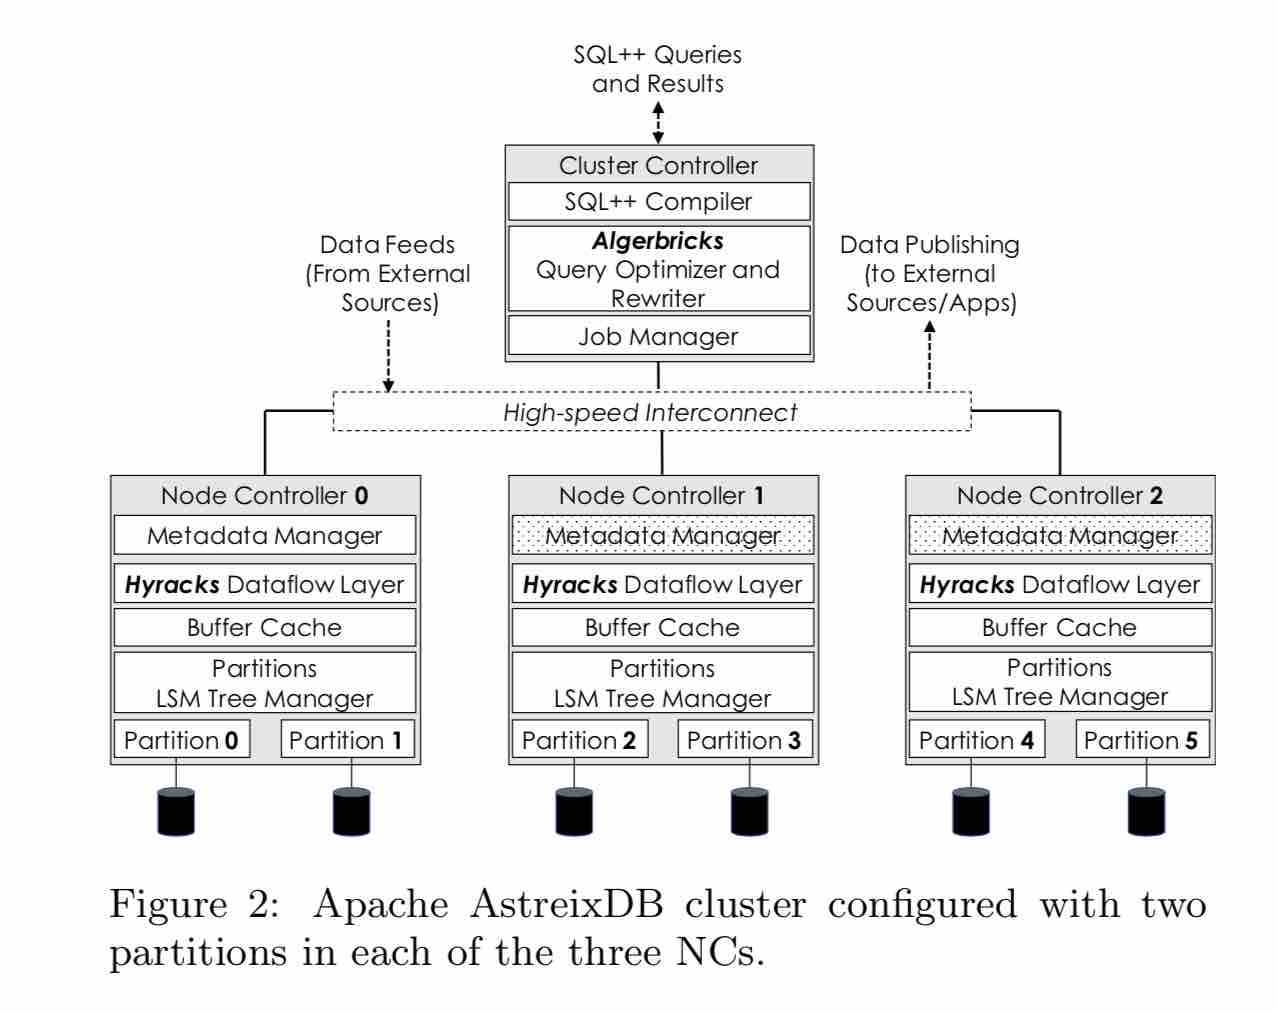 SQL++ Queries
and Results
Cluster Controller
SQL++ Compiler
Algerbricks
Query Optimizer and
Rewriter
Job Manager
Data Feeds
(From External
Sources)
Data Publishing
(to External
Sources/Apps)
High-speed Interconnect
Node Controller 0
Metadata Manager
Hyracks Dataflow Layer
Buffer Cache
Partitions
LSM Tree Manager
Partition 0
Partition 1
Node Controller 1
Metadata Manager
Hyracks Dataflow Layer
Buffer Cache
Partitions
LSM Tree Manager
Partition 2
Partition 3
Node Controller 2
Metadata Manager
Hyracks Dataflow Layer
Buffer Cache
Partitions
LSM Tree Manager
Partition 4
Partition 5
Figure 2: Apache AstreixDB cluster configured with two
partitions in each of the three NCs.